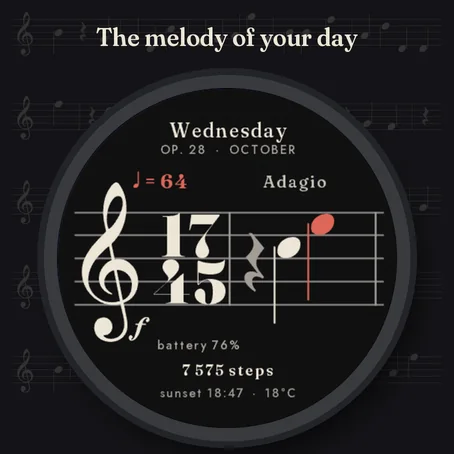 The melody of your day
Wednesday
OP. 28 · OCTOBER
♩= 64
Adagio
17
45
f
battery 76%
7 575 steps
sunset 18:47 · 18°C